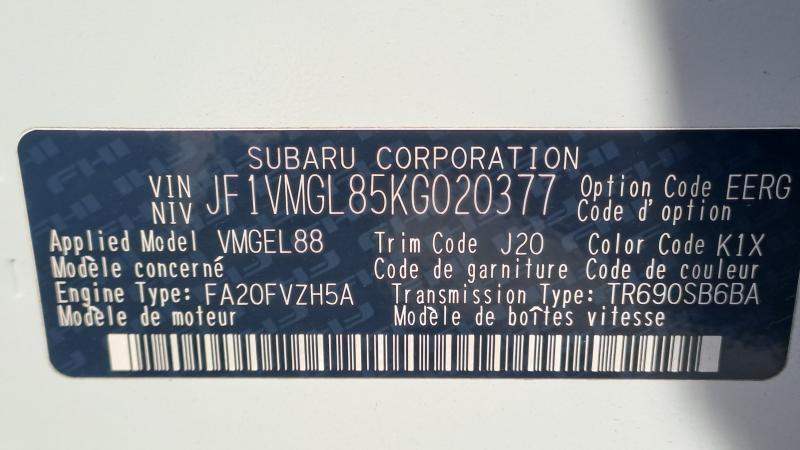 SUBARU CORPORATION
VIN NIV JF1VMGL85KG020377 Option Code EERG
Code d'option
Applied Model VMGEL88 Trim Code J20 Color Code K1X
Modèle concerné Code de garniture Code de couleur
Engine Type: FA20FVZH5A Transmission Type: TR690SB6BA
Modèle de moteur Modèle de boîtes vitesse